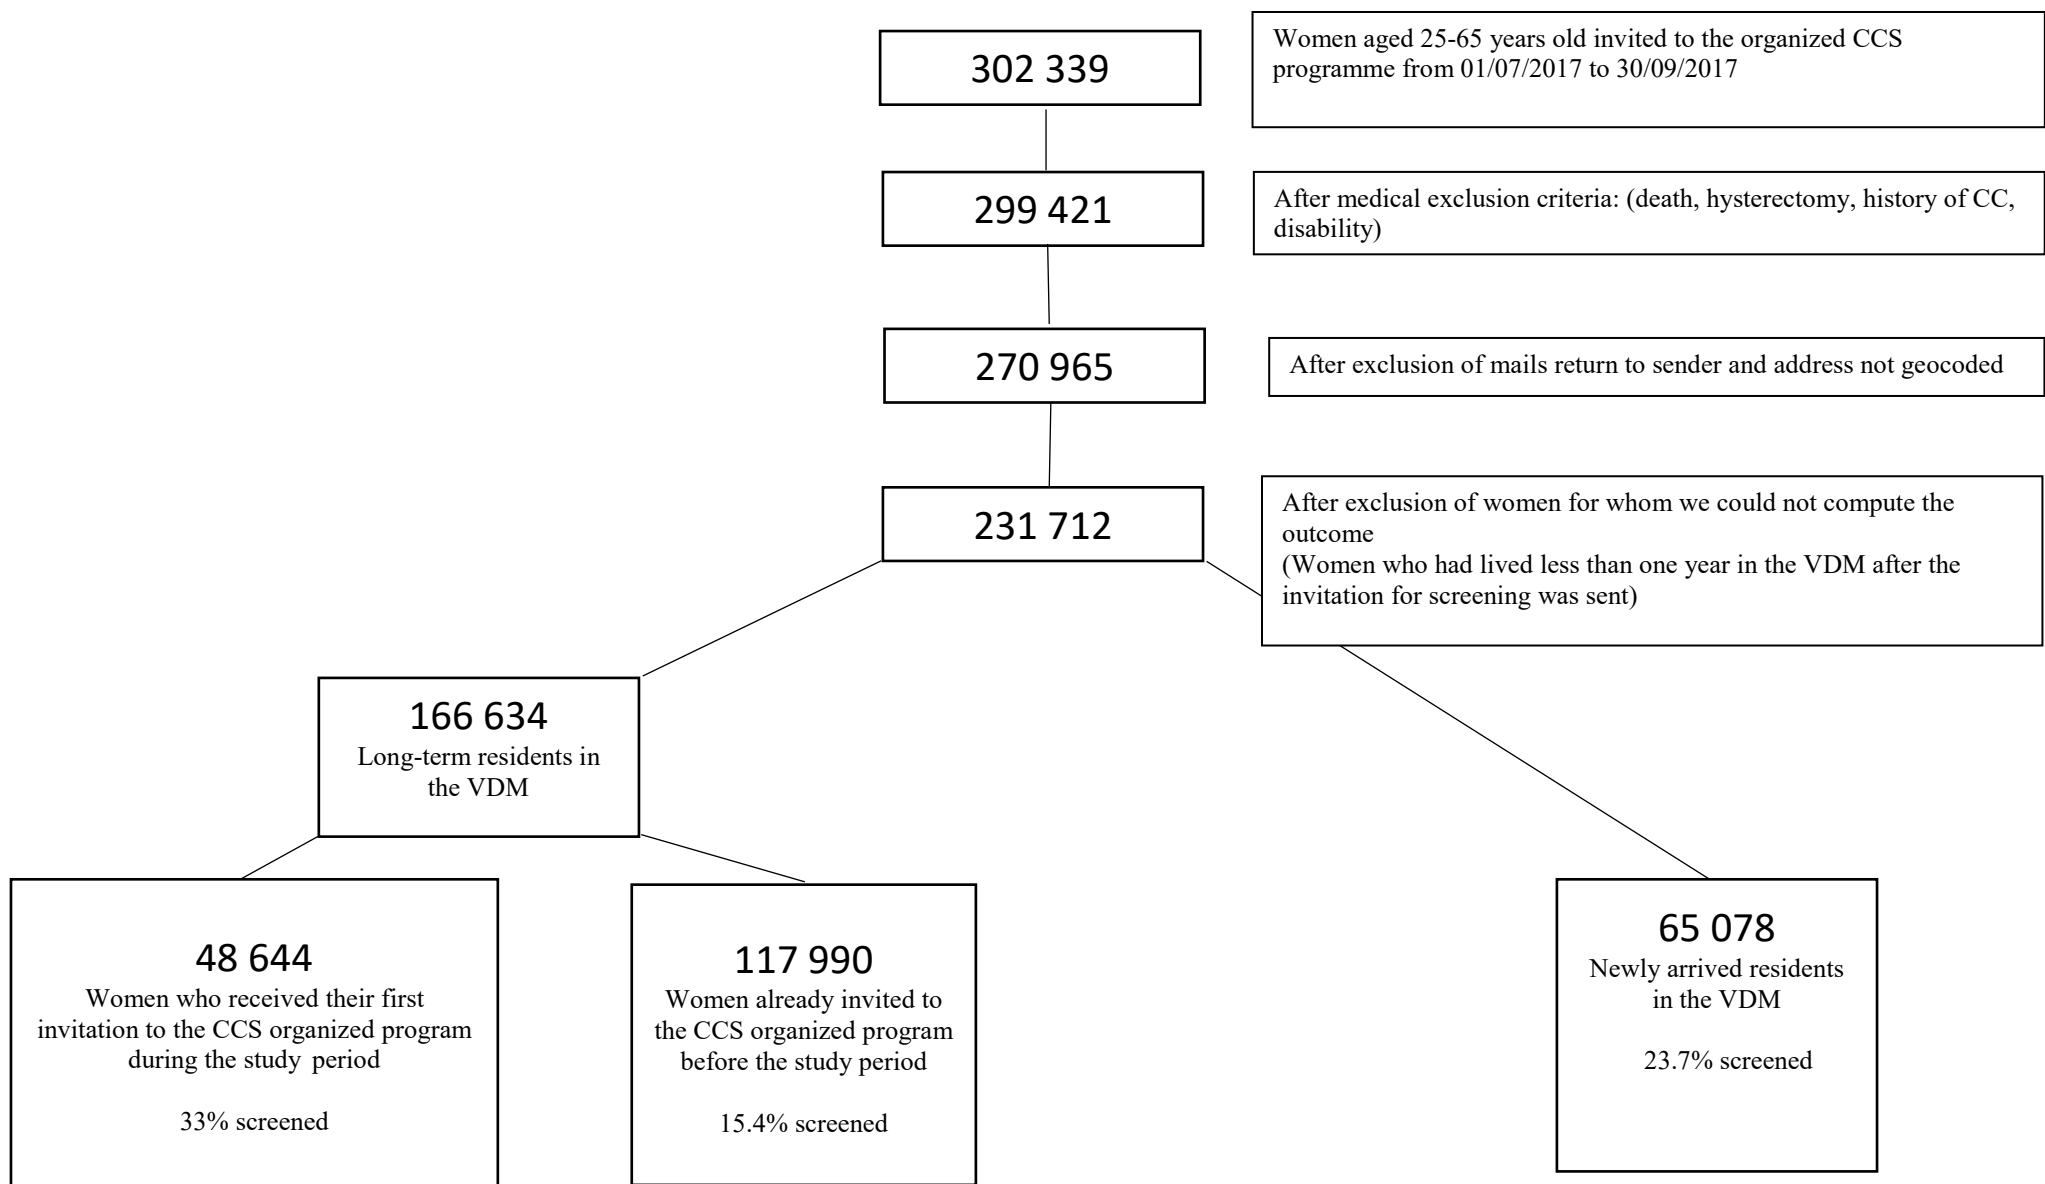 302 339
Women aged 25-65 years old invited to the organized CCS
programme from 01/07/2017 to 30/09/2017
299 421
After medical exclusion criteria: (death, hysterectomy, history of CC,
disability)
270 965
After exclusion of mails return to sender and address not geocoded
231 712
After exclusion of women for whom we could not compute the
outcome
(Women who had lived less than one year in the VDM after the
invitation for screening was sent)
166 634
Long-term residents in
the VDM
48 644
Women who received their first
invitation to the CCS organized program
during the study period
33% screened
117 990
Women already invited to
the CCS organized program
before the study period
15.4% screened
65 078
Newly arrived residents
in the VDM
23.7% screened